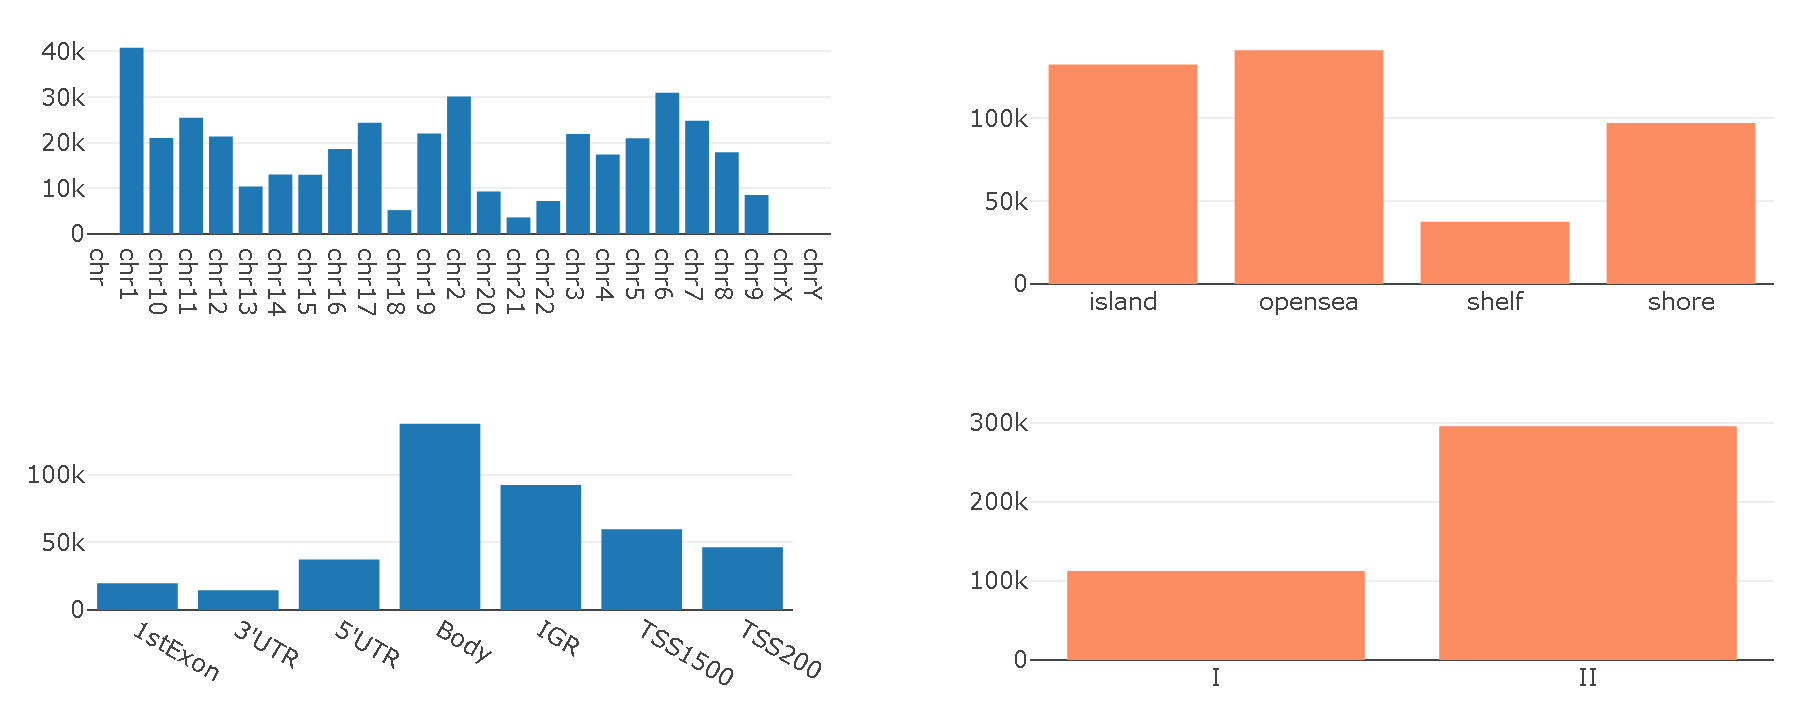 40k
30k
20k
10k
0
chr
chr1
chr10
chr11
chr12
chr13
chr14
chr15
chr16
chr17
chr18
chr19
chr2
chr20
chr21
chr22
chr3
chr4
chr5
chr6
chr7
chr8
chr9
chrX
chrY
100k
50k
0
island
opensea
shelf
shore
100k
50k
0
1stExon
3'UTR
5'UTR
Body
IGR
TSS1500
TSS200
300k
200k
100k
0
I
II